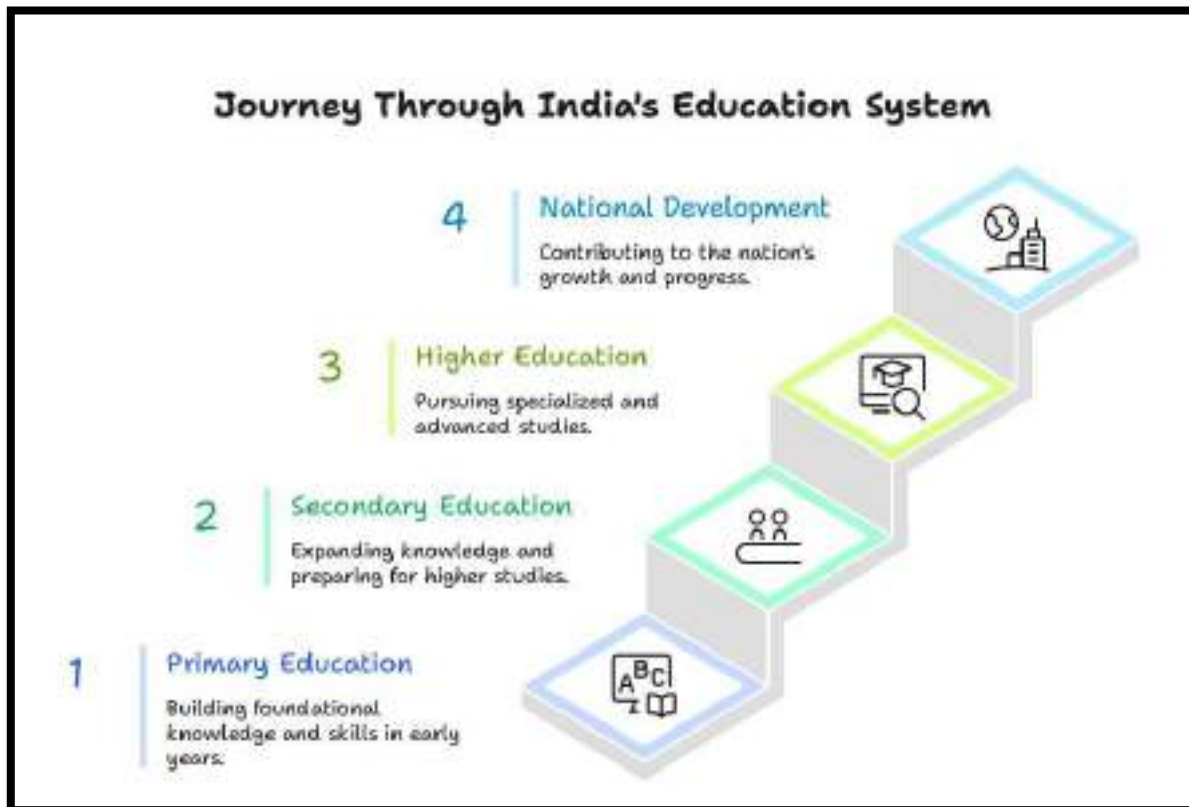 Journey Through India's Education System
4
National Development
Contributing to the nation's
growth and progress.
3
Higher Education
Pursuing specialized and
advanced studies.
2
Secondary Education
Expanding knowledge and
preparing for higher studies.
1
Primary Education
Building foundational
knowledge and skills in early
years.
ABC